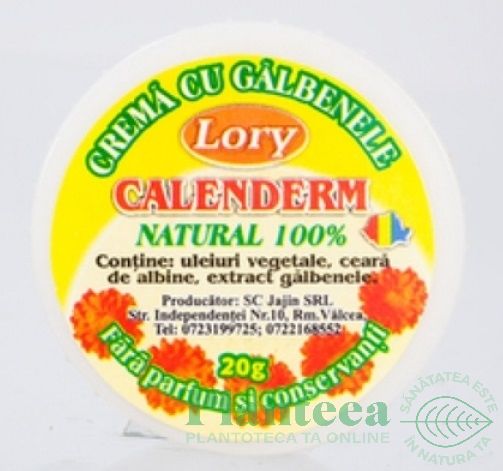 CREMĂ CU GĂLBENELE
Lory
CALENDERM
NATURAL 100%
Conține: uleiuri vegetale, ceară
de albine, extract gălbenele.
Producător: SC Jajin SRL
Str. Independenței Nr.10, Rm.Vâlcea
Tel: 0723199725; 0722168552
20g
Fără parfum și conservanți
Planteea
PLANTOTECA TA ONLINE
SĂNĂTATEA ESTE
ÎN NATURA TA